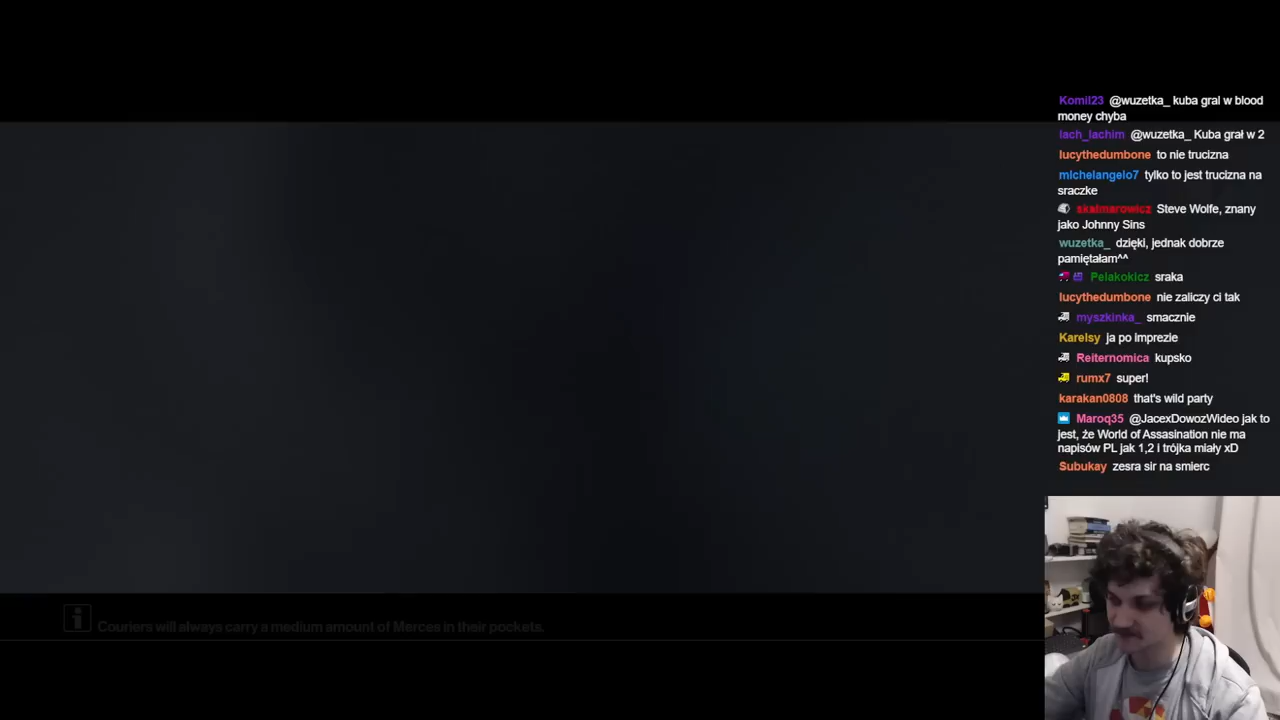 Komil23 @wuzetka_ kuba gral w blood
money chyba
lach_lachim @wuzetka_ Kuba grał w 2
lucythedumbone to nie trucizna
michelangelo7 tylko to jest trucizna na
sraczke
skalmarowicz Steve Wolfe, znany
jako Johnny Sins
wuzetka_ dzięki, jednak dobrze
pamiętałam^^
Pelakokicz sraka
lucythedumbone nie zaliczy ci tak
myszkinka_ smacznie
Karelsy ja po imprezie
Reiternomica kupsko
rumx7 super!
karakan0808 that's wild party
Maroq35 @JacexDowozWideo jak to
jest, że World of Assasination nie ma
napisów PL jak 1,2 i trójka miały xD
Subukay zesra sir na smierc
Couriers will always carry a medium amount of Merces in their pockets.